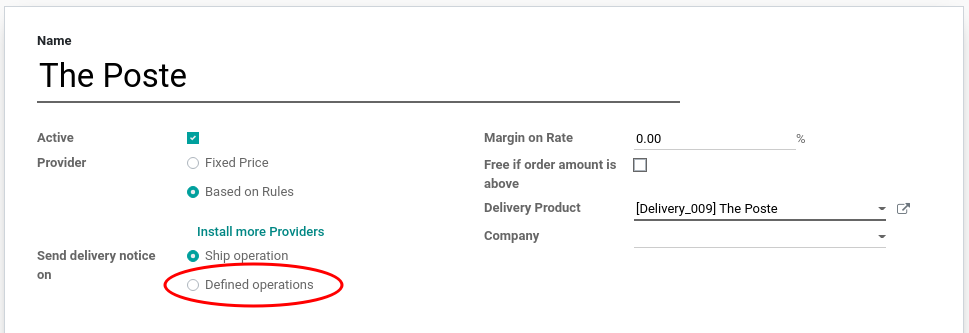 Name
The Poste
Active
Provider
Fixed Price
Based on Rules
Install more Providers
Send delivery notice
on
Ship operation
Defined operations
Margin on Rate
0.00
%
Free if order amount is
above
Delivery Product
[Delivery_009] The Poste
Company